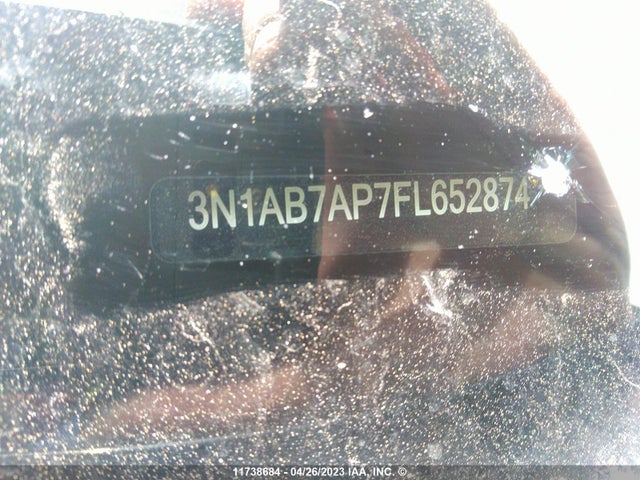 3N1AB7AP7FL652874
11738684 - 04/26/2023 IAA, INC. ©